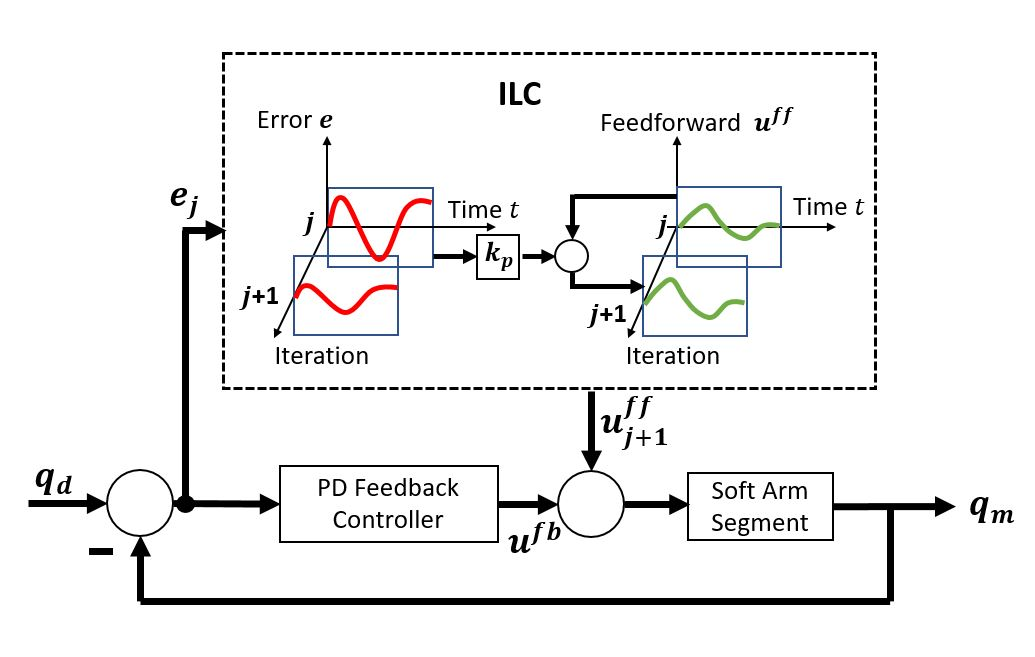 ILC
Error e
Feedforward u^ff
e_j
j
Time t
j
Time t
k_p
j+1
j+1
Iteration
Iteration
u^ff_j+1
q_d
PD Feedback
Controller
Soft Arm
Segment
q_m
u^fb
−